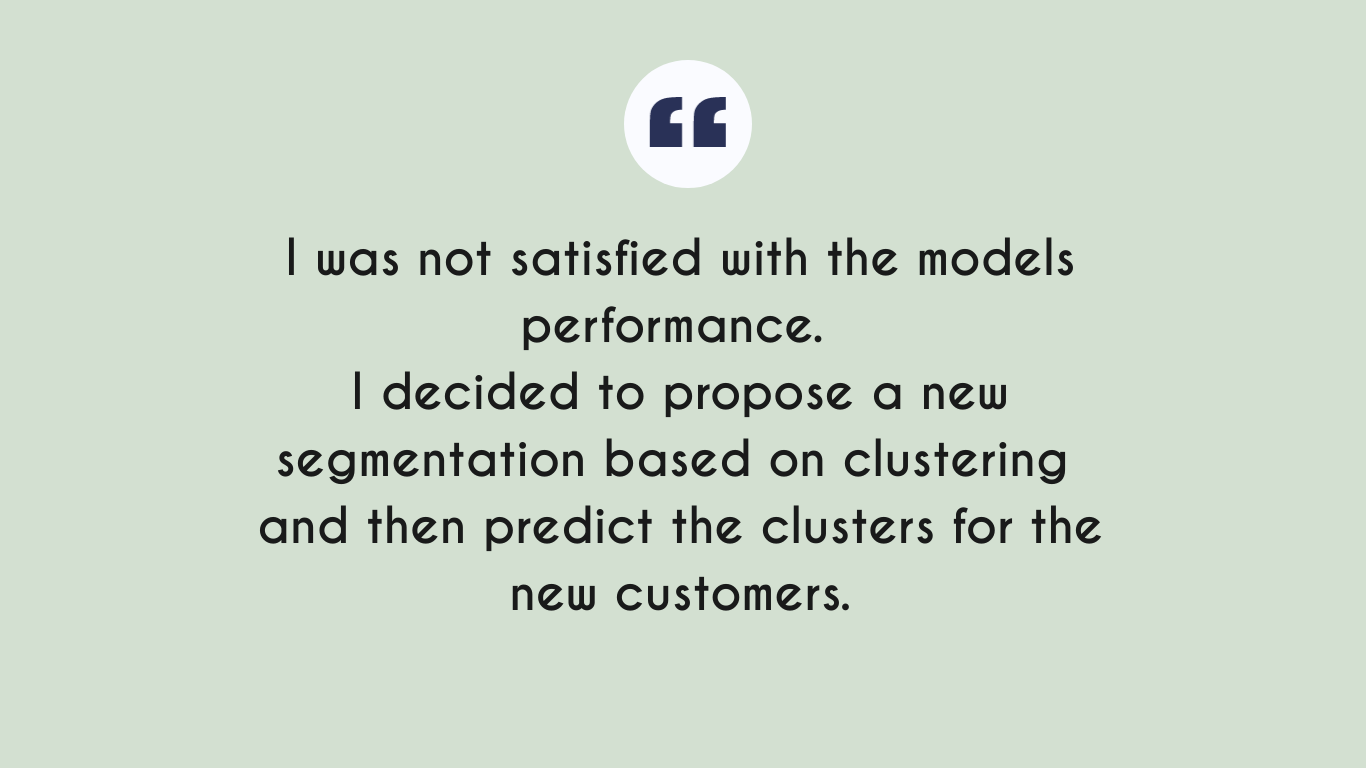 “
I was not satisfied with the models
performance.
I decided to propose a new
segmentation based on clustering
and then predict the clusters for the
new customers.